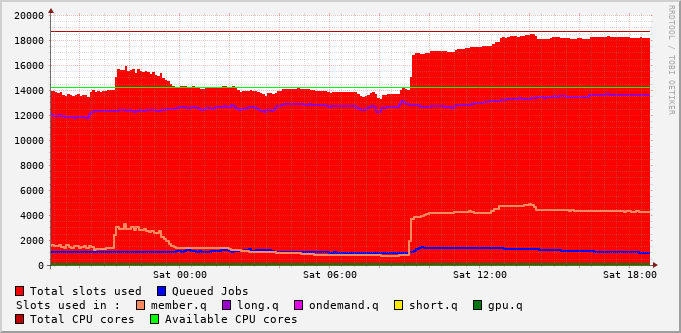 20000
18000
16000
14000
12000
10000
8000
6000
4000
2000
0
Sat 00:00 Sat 06:00 Sat 12:00 Sat 18:00
Total slots used Queued Jobs
Slots used in : member.q long.q ondemand.q short.q gpu.q
Total CPU cores Available CPU cores
RRDTOOL / TOBI OETIKER